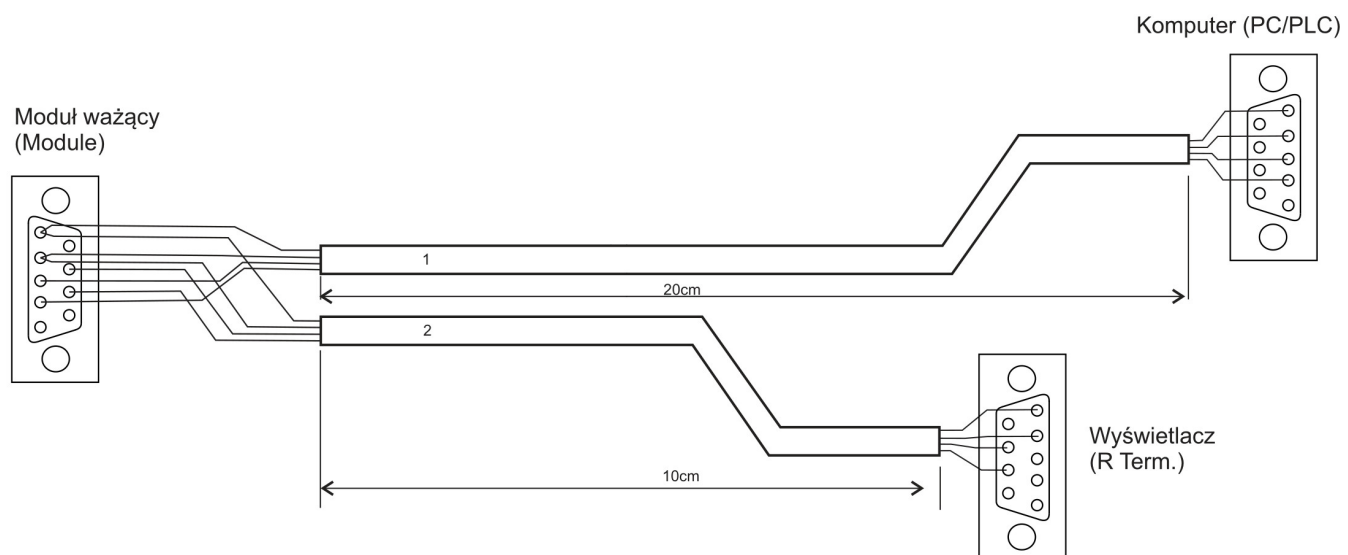 Komputer (PC/PLC)
Moduł ważący
(Module)
1
20cm
2
Wyświetlacz
(R Term.)
10cm